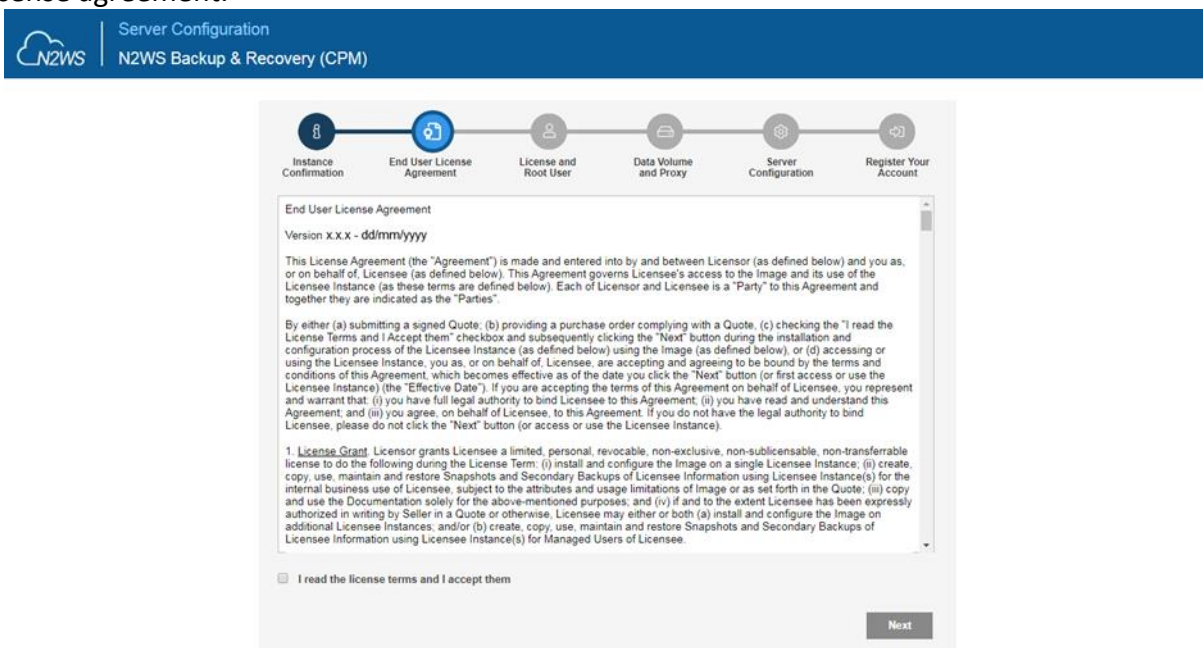 cense agreement.
Server Configuration
N2WS
N2WS Backup & Recovery (CPM)
Instance
Confirmation
End User License
Agreement
License and
Root User
Data Volume
and Proxy
Server
Configuration
Register Your
Account
End User License Agreement
Version x.x.x - dd/mm/yyyy
This License Agreement (the "Agreement") is made and entered into by and between Licensor (as defined below) and you as,
or on behalf of, Licensee (as defined below). This Agreement governs Licensee's access to the Image and its use of the
Licensee Instance (as these terms are defined below). Each of Licensor and Licensee is a "Party" to this Agreement and
together they are indicated as the "Parties".
By either (a) submitting a signed Quote; (b) providing a purchase order complying with a Quote, (c) checking the "I read the
License Terms and I Accept them" checkbox and subsequently clicking the "Next" button during the installation and
configuration process of the Licensee Instance (as defined below) using the Image (as defined below), or (d) accessing or
using the Licensee Instance, you as, or on behalf of, Licensee, are accepting and agreeing to be bound by the terms and
conditions of this Agreement, which becomes effective as of the date you click the "Next" button (or first access or use the
Licensee Instance) (the "Effective Date"). If you are accepting the terms of this Agreement on behalf of Licensee, you represent
and warrant that: (i) you have full legal authority to bind Licensee to this Agreement; (ii) you have read and understand this
Agreement; and (iii) you agree, on behalf of Licensee, to this Agreement. If you do not have the legal authority to bind
Licensee, please do not click the "Next" button (or access or use the Licensee Instance).
1. License Grant. Licensor grants Licensee a limited, personal, revocable, non-exclusive, non-sublicensable, non-transferrable
license to do the following during the License Term: (i) install and configure the Image on a single Licensee Instance; (ii) create,
copy, use, maintain and restore Snapshots and Secondary Backups of Licensee Information using Licensee Instance(s) for the
internal business use of Licensee, subject to the attributes and usage limitations of Image or as set forth in the Quote; (iii) copy
and use the Documentation solely for the above-mentioned purposes; and (iv) if and to the extent Licensee has been expressly
authorized in writing by Seller in a Quote or otherwise, Licensee may either or both (a) install and configure the Image on
additional Licensee Instances; and/or (b) create, copy, use, maintain and restore Snapshots and Secondary Backups of
Licensee Information using Licensee Instance(s) for Managed Users of Licensee.
I read the license terms and I accept them
Next